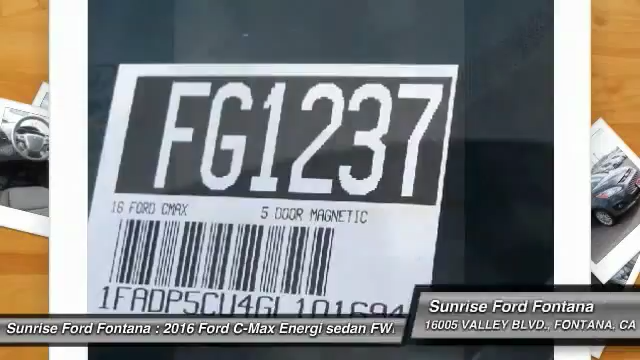 FG1237
16 FORD CMAX 5 DOOR MAGNETIC
Sunrise Ford Fontana
16005 VALLEY BLVD., FONTANA, CA
Sunrise Ford Fontana : 2016 Ford C-Max Energi sedan